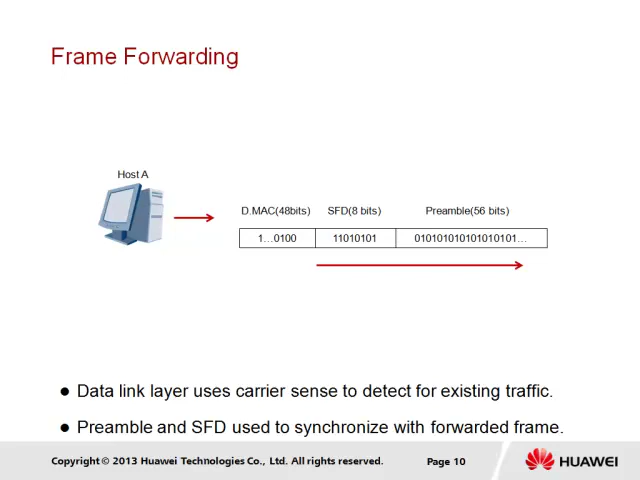 Frame Forwarding
Host A
D.MAC(48bits) SFD(8 bits) Preamble(56 bits)
1…0100 11010101 010101010101010101…
● Data link layer uses carrier sense to detect for existing traffic.
● Preamble and SFD used to synchronize with forwarded frame.
Copyright © 2013 Huawei Technologies Co., Ltd. All rights reserved. Page 10 HUAWEI